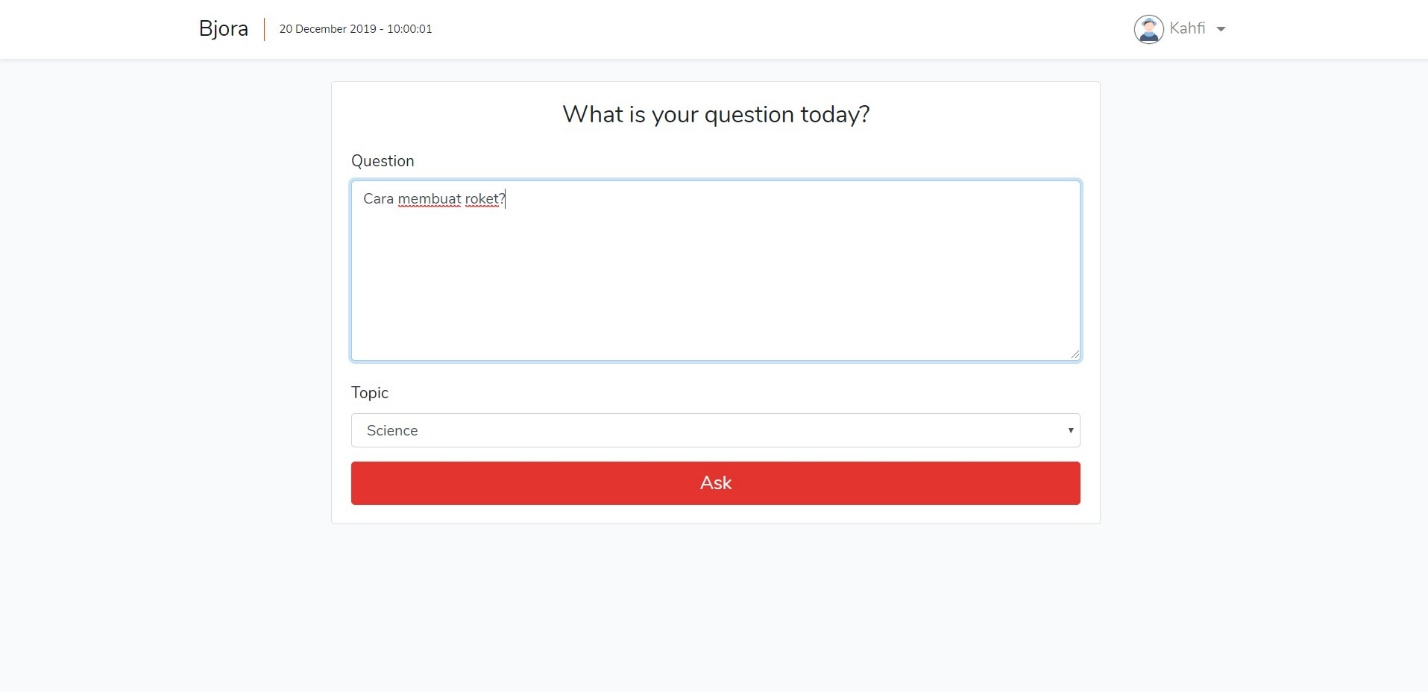 Bjora
20 December 2019 - 10:00:01
Kahfi
What is your question today?
Question
Cara membuat roket?
Topic
Science
Ask